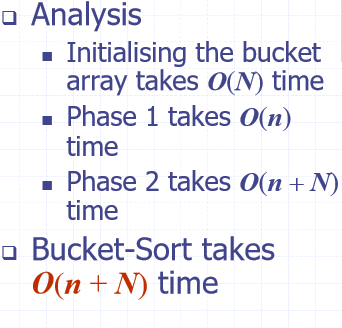 Analysis
Initialising the bucket
array takes O(N) time
Phase 1 takes O(n)
time
Phase 2 takes O(n + N)
time
Bucket-Sort takes
O(n + N) time